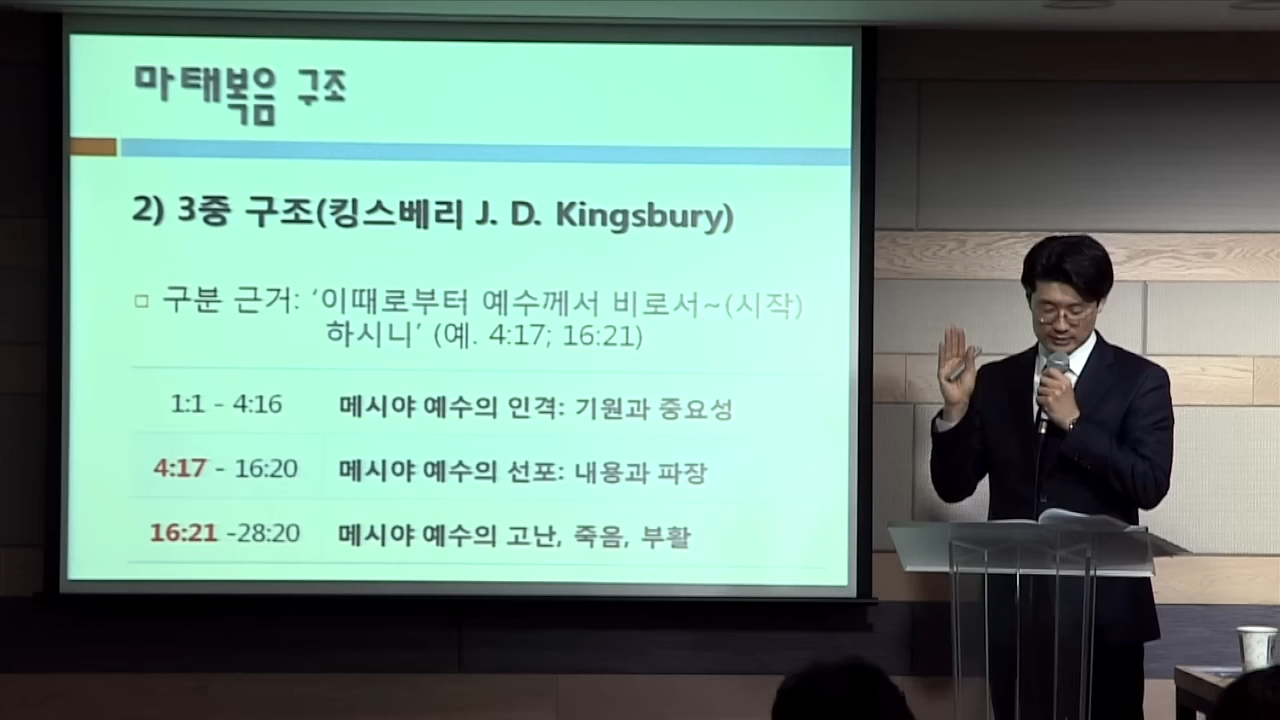 마태복음 구조
2) 3중 구조(킹스베리 J. D. Kingsbury)
□ 구분 근거: ‘이때로부터 예수께서 비로서~(시작)
하시니’ (예. 4:17; 16:21)
1:1 - 4:16 메시야 예수의 인격: 기원과 중요성
4:17 - 16:20 메시야 예수의 선포: 내용과 파장
16:21 -28:20 메시야 예수의 고난, 죽음, 부활